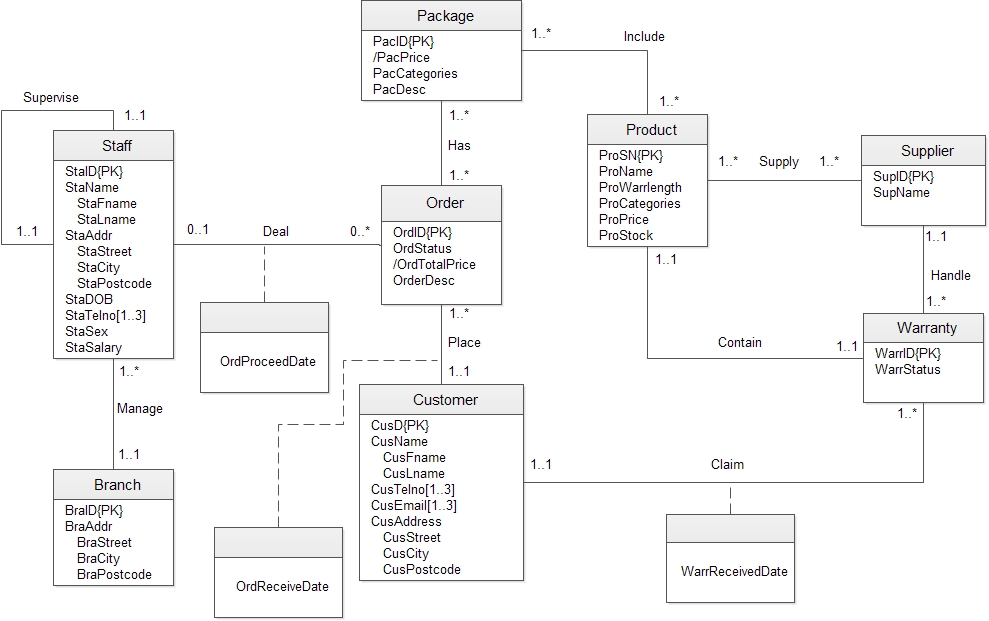 Package
PacID{PK}
/PacPrice
PacCategories
PacDesc
1..*
Include
1..*
1..*
Has
1..*
Supervise
1..1
1..1
Staff
StaID{PK}
StaName
StaFname
StaLname
StaAddr
StaStreet
StaCity
StaPostcode
StaDOB
StaTelno[1..3]
StaSex
StaSalary
0..1
Deal
0..*
Order
OrdID{PK}
OrdStatus
/OrdTotalPrice
OrderDesc
Product
ProSN{PK}
ProName
ProWarrlength
ProCategories
ProPrice
ProStock
1..*
Supply
1..*
Supplier
SupID{PK}
SupName
1..1
Handle
1..*
1..1
Contain
1..1
Warranty
WarrID{PK}
WarrStatus
1..*
OrdProceedDate
1..*
Place
1..1
1..*
Manage
1..1
Branch
BraID{PK}
BraAddr
BraStreet
BraCity
BraPostcode
Customer
CusD{PK}
CusName
CusFname
CusLname
CusTelno[1..3]
CusEmail[1..3]
CusAddress
CusStreet
CusCity
CusPostcode
1..1
Claim
OrdReceiveDate
WarrReceivedDate